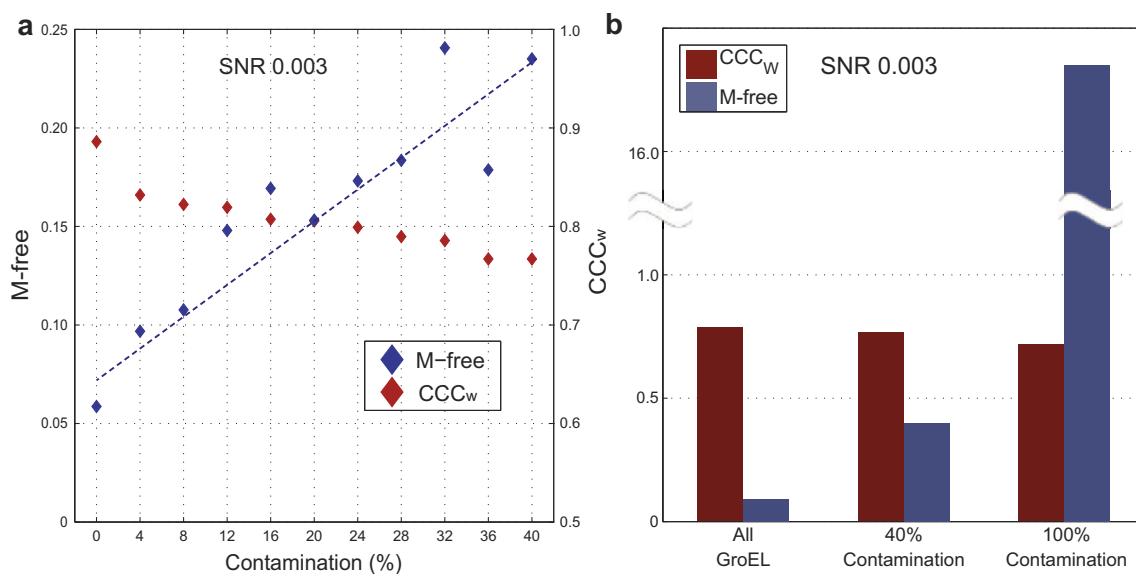 a
SNR 0.003
0.25
0.20
0.15
0.10
0.05
0
M-free
1.0
0.9
0.8
0.7
0.6
0.5
CCCw
M-free
CCCw
0 4 8 12 16 20 24 28 32 36 40
Contamination (%)
b
CCCW
M-free
SNR 0.003
16.0
1.0
0.5
0
All GroEL
40% Contamination
100% Contamination